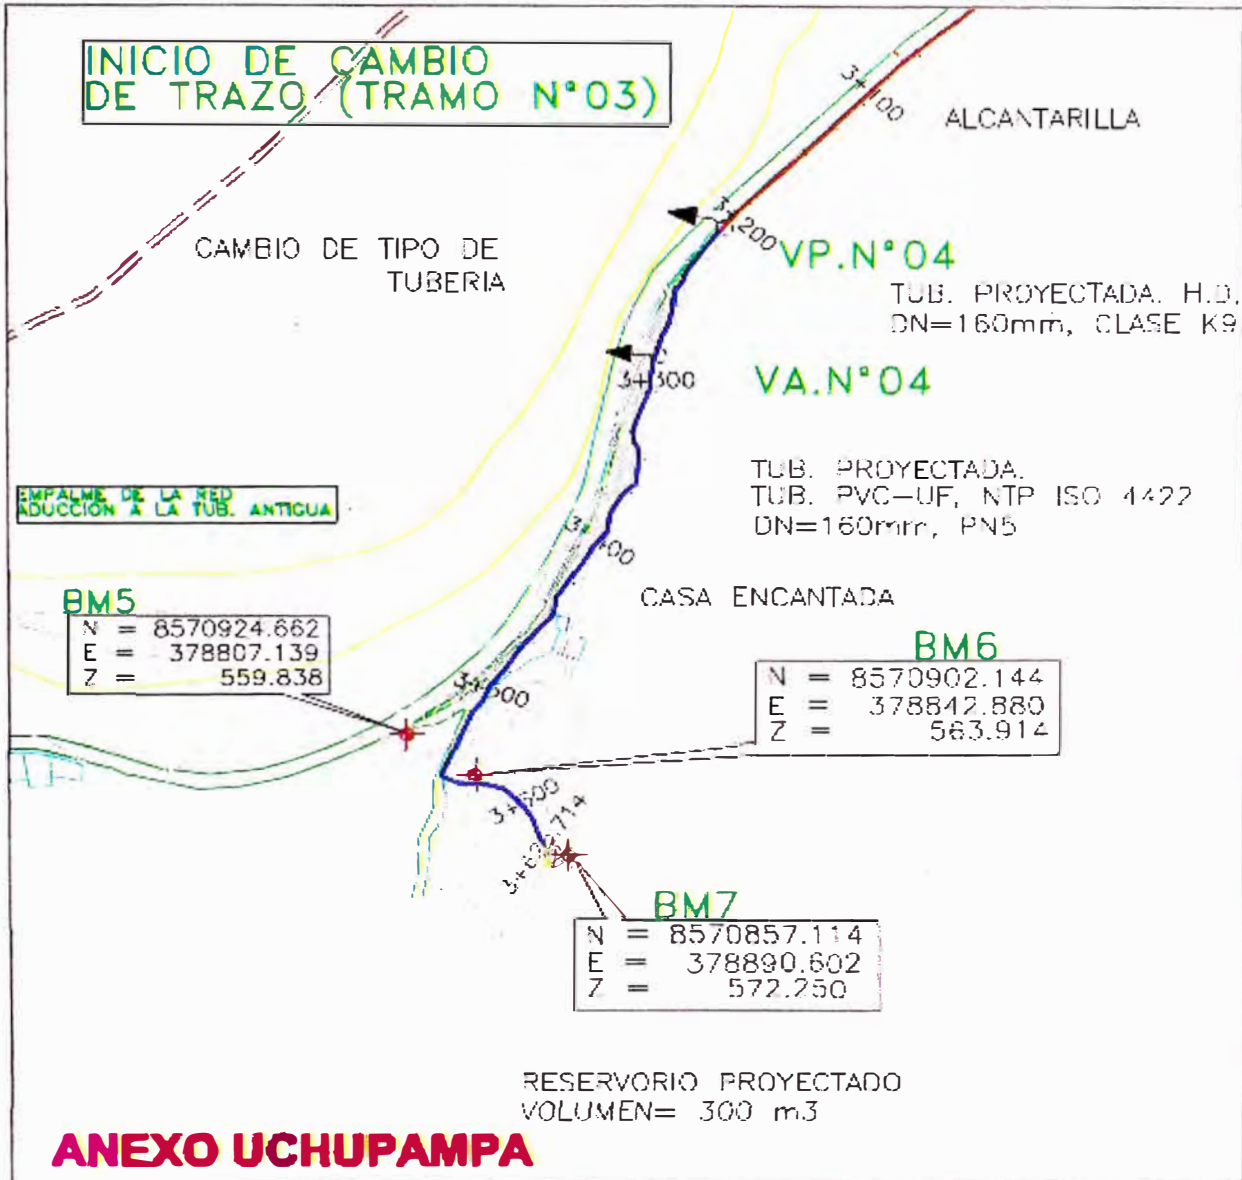 INICIO DE CAMBIO
DE TRAZO (TRAMO N°03)
3+100
ALCANTARILLA
3+200
CAMBIO DE TIPO DE
TUBERIA
VP.N°04
TUB. PROYECTADA. H.D.
DN=160mm, CLASE K9
3+300
VA.N°04
TUB. PROYECTADA.
TUB. PVC-UF, NTP ISO 4422
DN=160mm, PN5
EMPALME DE LA RED
ADUCCIÓN A LA TUB. ANTIGUA
3+400
CASA ENCANTADA
BM5
N = 8570924.662
E = 378807.139
Z = 559.838
BM6
N = 8570902.144
E = 378842.880
Z = 563.914
3+500
3+600
BM7
N = 8570857.114
E = 378890.602
Z = 572.250
RESERVORIO PROYECTADO
VOLUMEN= 300 m3
ANEXO UCHUPAMPA